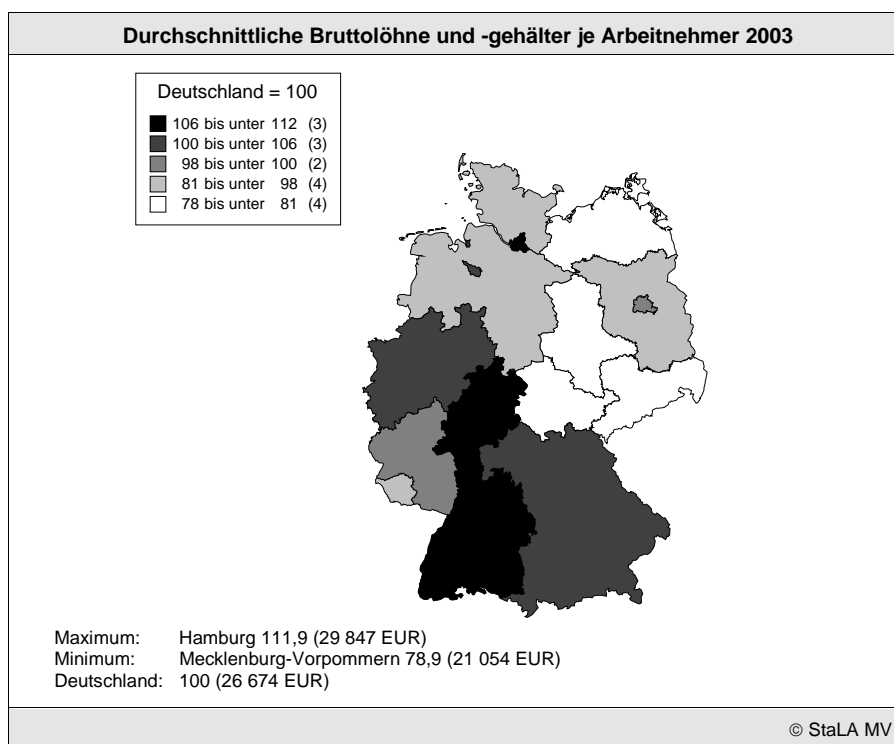 Durchschnittliche Bruttolöhne und -gehälter je Arbeitnehmer 2003
Deutschland = 100
106 bis unter 112 (3)
100 bis unter 106 (3)
98 bis unter 100 (2)
81 bis unter 98 (4)
78 bis unter 81 (4)
Maximum: Hamburg 111,9 (29 847 EUR)
Minimum: Mecklenburg-Vorpommern 78,9 (21 054 EUR)
Deutschland: 100 (26 674 EUR)
© StaLA MV